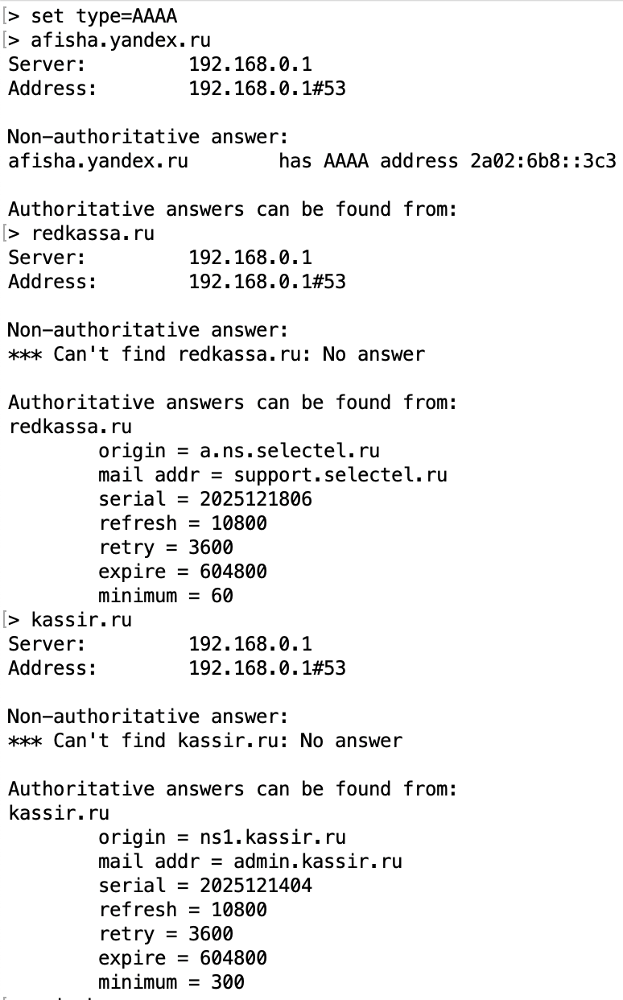 > set type=AAAA
> afisha.yandex.ru
Server:		192.168.0.1
Address:	192.168.0.1#53

Non-authoritative answer:
afisha.yandex.ru	has AAAA address 2a02:6b8::3c3

Authoritative answers can be found from:
> redkassa.ru
Server:		192.168.0.1
Address:	192.168.0.1#53

Non-authoritative answer:
*** Can't find redkassa.ru: No answer

Authoritative answers can be found from:
redkassa.ru
	origin = a.ns.selectel.ru
	mail addr = support.selectel.ru
	serial = 2025121806
	refresh = 10800
	retry = 3600
	expire = 604800
	minimum = 60
> kassir.ru
Server:		192.168.0.1
Address:	192.168.0.1#53

Non-authoritative answer:
*** Can't find kassir.ru: No answer

Authoritative answers can be found from:
kassir.ru
	origin = ns1.kassir.ru
	mail addr = admin.kassir.ru
	serial = 2025121404
	refresh = 10800
	retry = 3600
	expire = 604800
	minimum = 300